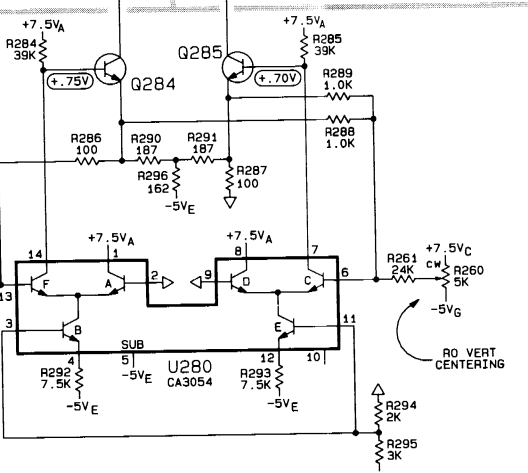 +7.5VA
R284
39K
+.75V
Q284
Q285
+.70V
+7.5VA
R285
39K
R289
1.0K
R288
1.0K
R286
100
R290
187
R291
187
R296
162
-5VE
R287
100
14
+7.5VA
1
F
A
2
13
3
B
4
SUB
5
-5VE
R292
7.5K
-5VE
U280
CA3054
+7.5VA
8
7
9
D
C
6
E
11
12
10
R293
7.5K
-5VE
R261
24K
+7.5VC
CW
R260
5K
-5VG
RO VERT
CENTERING
R294
2K
R295
3K